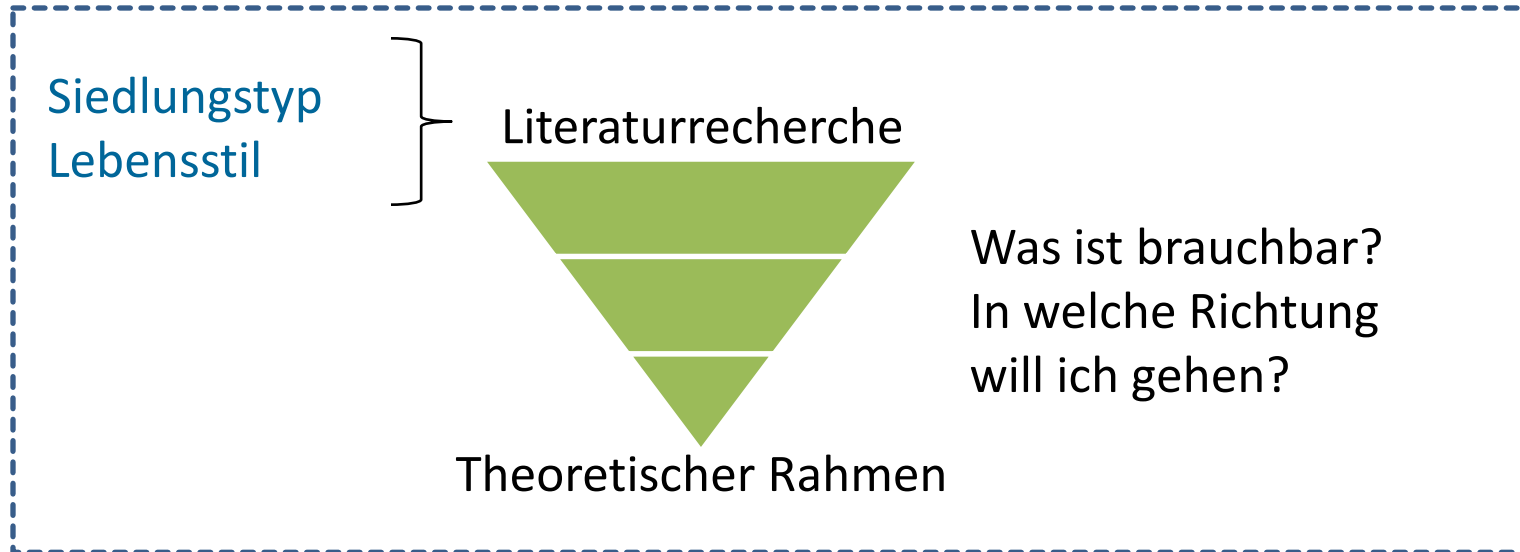 Siedlungstyp
Lebensstil
Literaturrecherche
Was ist brauchbar?
In welche Richtung
will ich gehen?
Theoretischer Rahmen